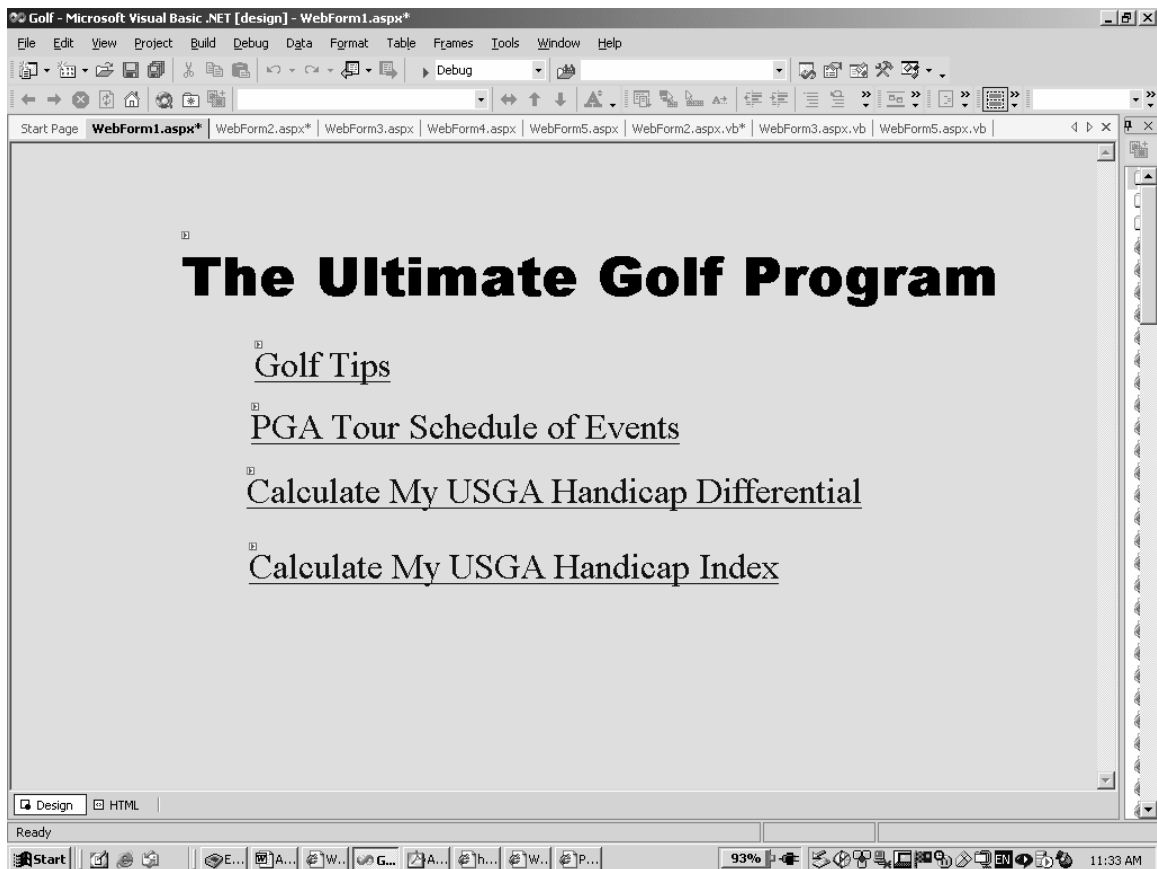 Golf - Microsoft Visual Basic .NET [design] - WebForm1.aspx*
File Edit View Project Build Debug Data Format Table Frames Tools Window Help
Debug
Start Page WebForm1.aspx* WebForm2.aspx* WebForm3.aspx WebForm4.aspx WebForm5.aspx WebForm2.aspx.vb* WebForm3.aspx.vb WebForm5.aspx.vb
The Ultimate Golf Program
Golf Tips
PGA Tour Schedule of Events
Calculate My USGA Handicap Differential
Calculate My USGA Handicap Index
Design HTML
Ready
Start E... A... W... G... A... h... W... P... 93% EN 11:33 AM